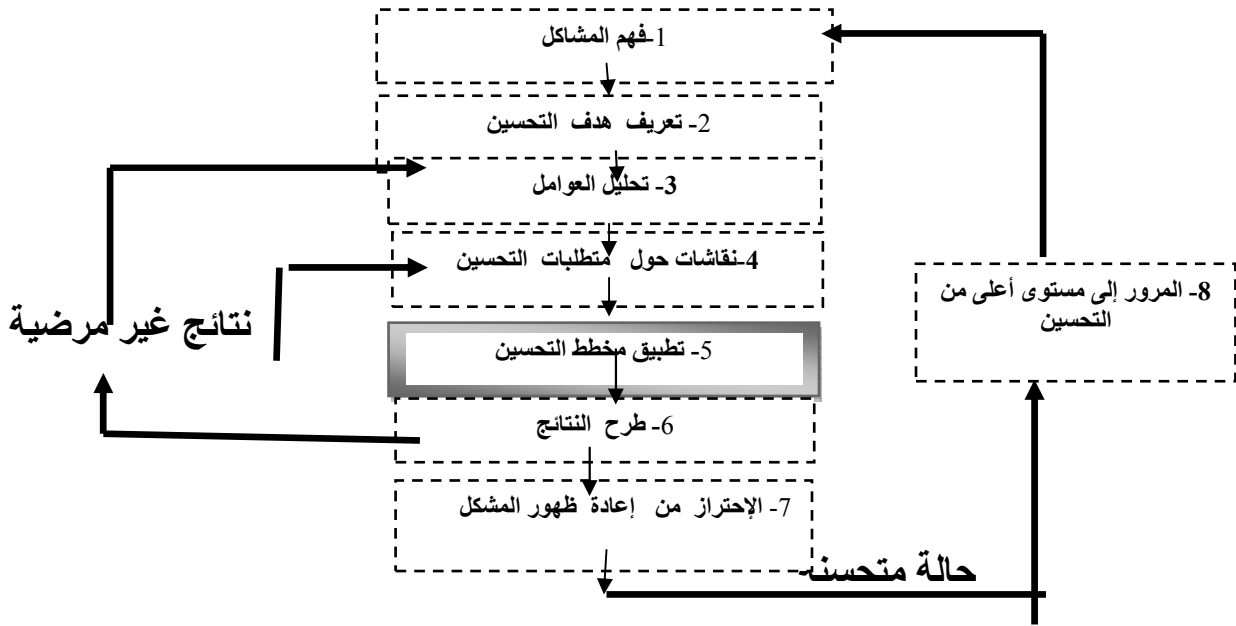 1-فهم المشاكل
2- تعريف هدف التحسين
3- تحليل العوامل
4-نقاشات حول متطلبات التحسين
5- تطبيق مخطط التحسين
6- طرح النتائج
7- الإحتراز من إعادة ظهور المشكل
8- المرور إلى مستوى أعلى من
التحسين
نتائج غير مرضية
حالة متحسنة-